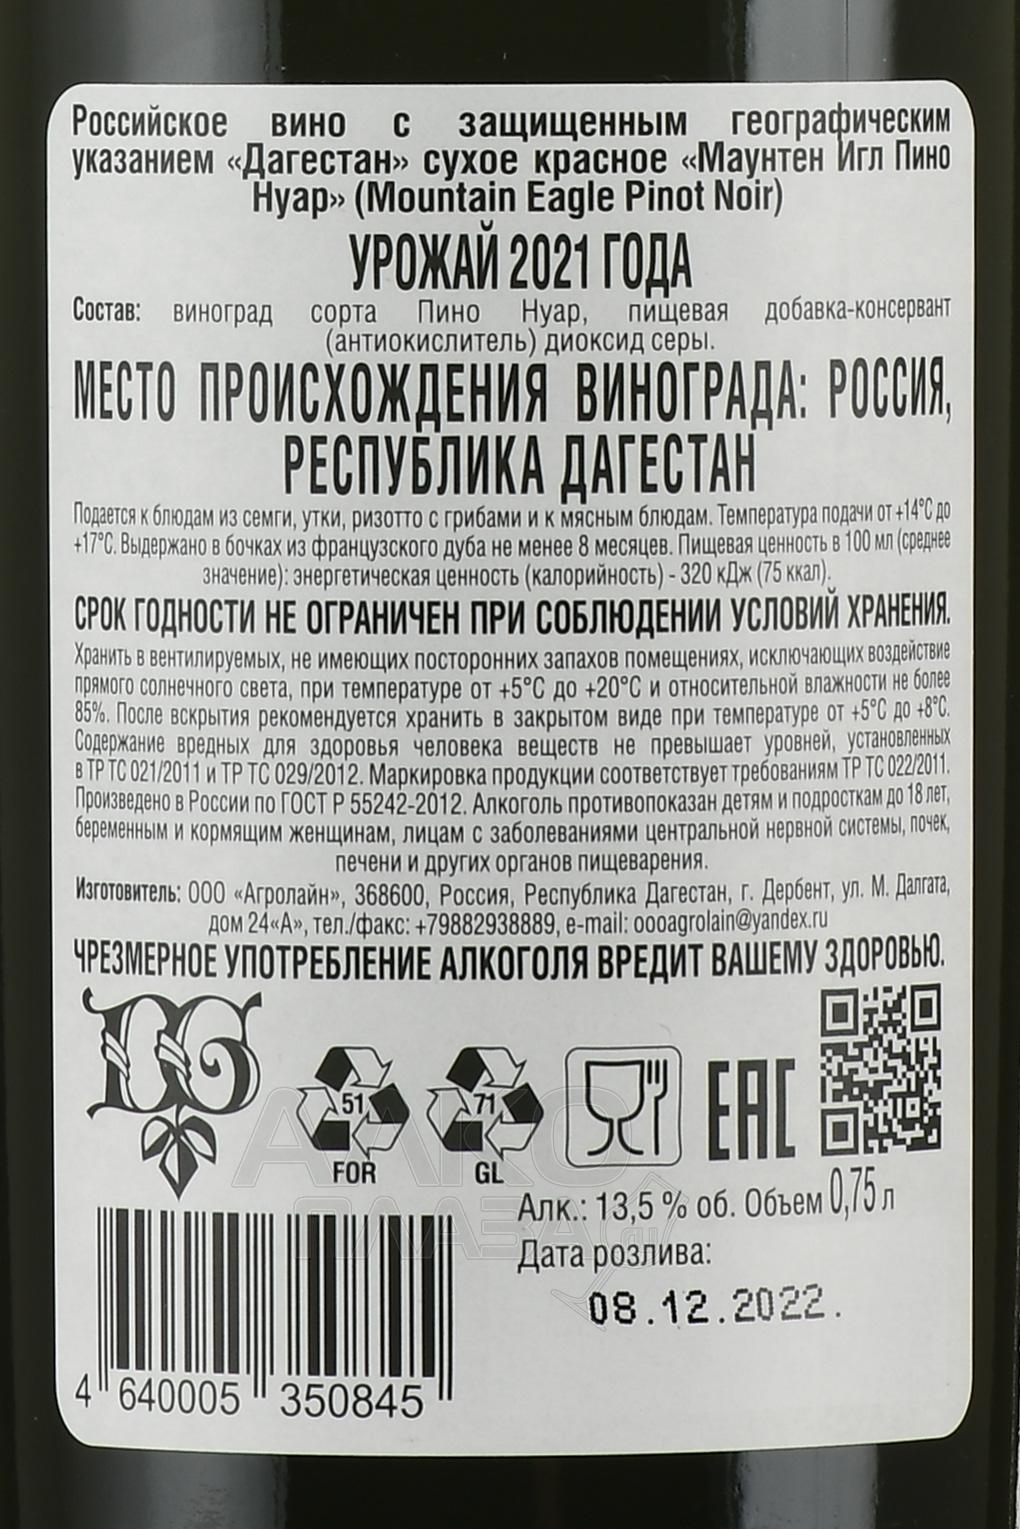 Российское вино с защищенным географическим
указанием «Дагестан» сухое красное «Маунтен Игл Пино
Нуар» (Mountain Eagle Pinot Noir)
УРОЖАЙ 2021 ГОДА
Состав: виноград сорта Пино Нуар, пищевая добавка-консервант
(антиокислитель) диоксид серы.
МЕСТО ПРОИСХОЖДЕНИЯ ВИНОГРАДА: РОССИЯ,
РЕСПУБЛИКА ДАГЕСТАН
Подается к блюдам из семги, утки, ризотто с грибами и к мясным блюдам. Температура подачи от +14°С до
+17°С. Выдержано в бочках из французского дуба не менее 8 месяцев. Пищевая ценность в 100 мл (среднее
значение): энергетическая ценность (калорийность) - 320 кДж (75 ккал).
СРОК ГОДНОСТИ НЕ ОГРАНИЧЕН ПРИ СОБЛЮДЕНИИ УСЛОВИЙ ХРАНЕНИЯ.
Хранить в вентилируемых, не имеющих посторонних запахов помещениях, исключающих воздействие
прямого солнечного света, при температуре от +5°С до +20°С и относительной влажности не более
85%. После вскрытия рекомендуется хранить в закрытом виде при температуре от +5°С до +8°С.
Содержание вредных для здоровья человека веществ не превышает уровней, установленных
в ТР ТС 021/2011 и ТР ТС 029/2012. Маркировка продукции соответствует требованиям ТР ТС 022/2011.
Произведено в России по ГОСТ Р 55242-2012. Алкоголь противопоказан детям и подросткам до 18 лет,
беременным и кормящим женщинам, лицам с заболеваниями центральной нервной системы, почек,
печени и других органов пищеварения.
Изготовитель: ООО «Агролайн», 368600, Россия, Республика Дагестан, г. Дербент, ул. М. Далгата,
дом 24«А», тел./факс: +79882938889, e-mail: oooagrolain@yandex.ru
ЧРЕЗМЕРНОЕ УПОТРЕБЛЕНИЕ АЛКОГОЛЯ ВРЕДИТ ВАШЕМУ ЗДОРОВЬЮ.
51
FOR
71
GL
EAC
Алк.: 13,5 % об. Объем 0,75 л
Дата розлива:
08.12.2022.
4 640005 350845
АЛКО
ПЛАЗА
.ru